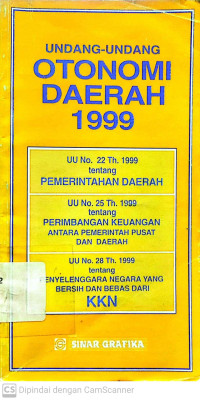 UNDANG-UNDANG
OTONOMI
DAERAH
1999
UU No. 22 Th. 1999
tentang
PEMERINTAHAN DAERAH
UU No. 25 Th. 1999
tentang
PERIMBANGAN KEUANGAN
ANTARA PEMERINTAH PUSAT
DAN DAERAH
UU No. 28 Th. 1999
tentang
PENYELENGGARA NEGARA YANG
BERSIH DAN BEBAS DARI
KKN
SINAR GRAFIKA
CS Dipindai dengan CamScanner